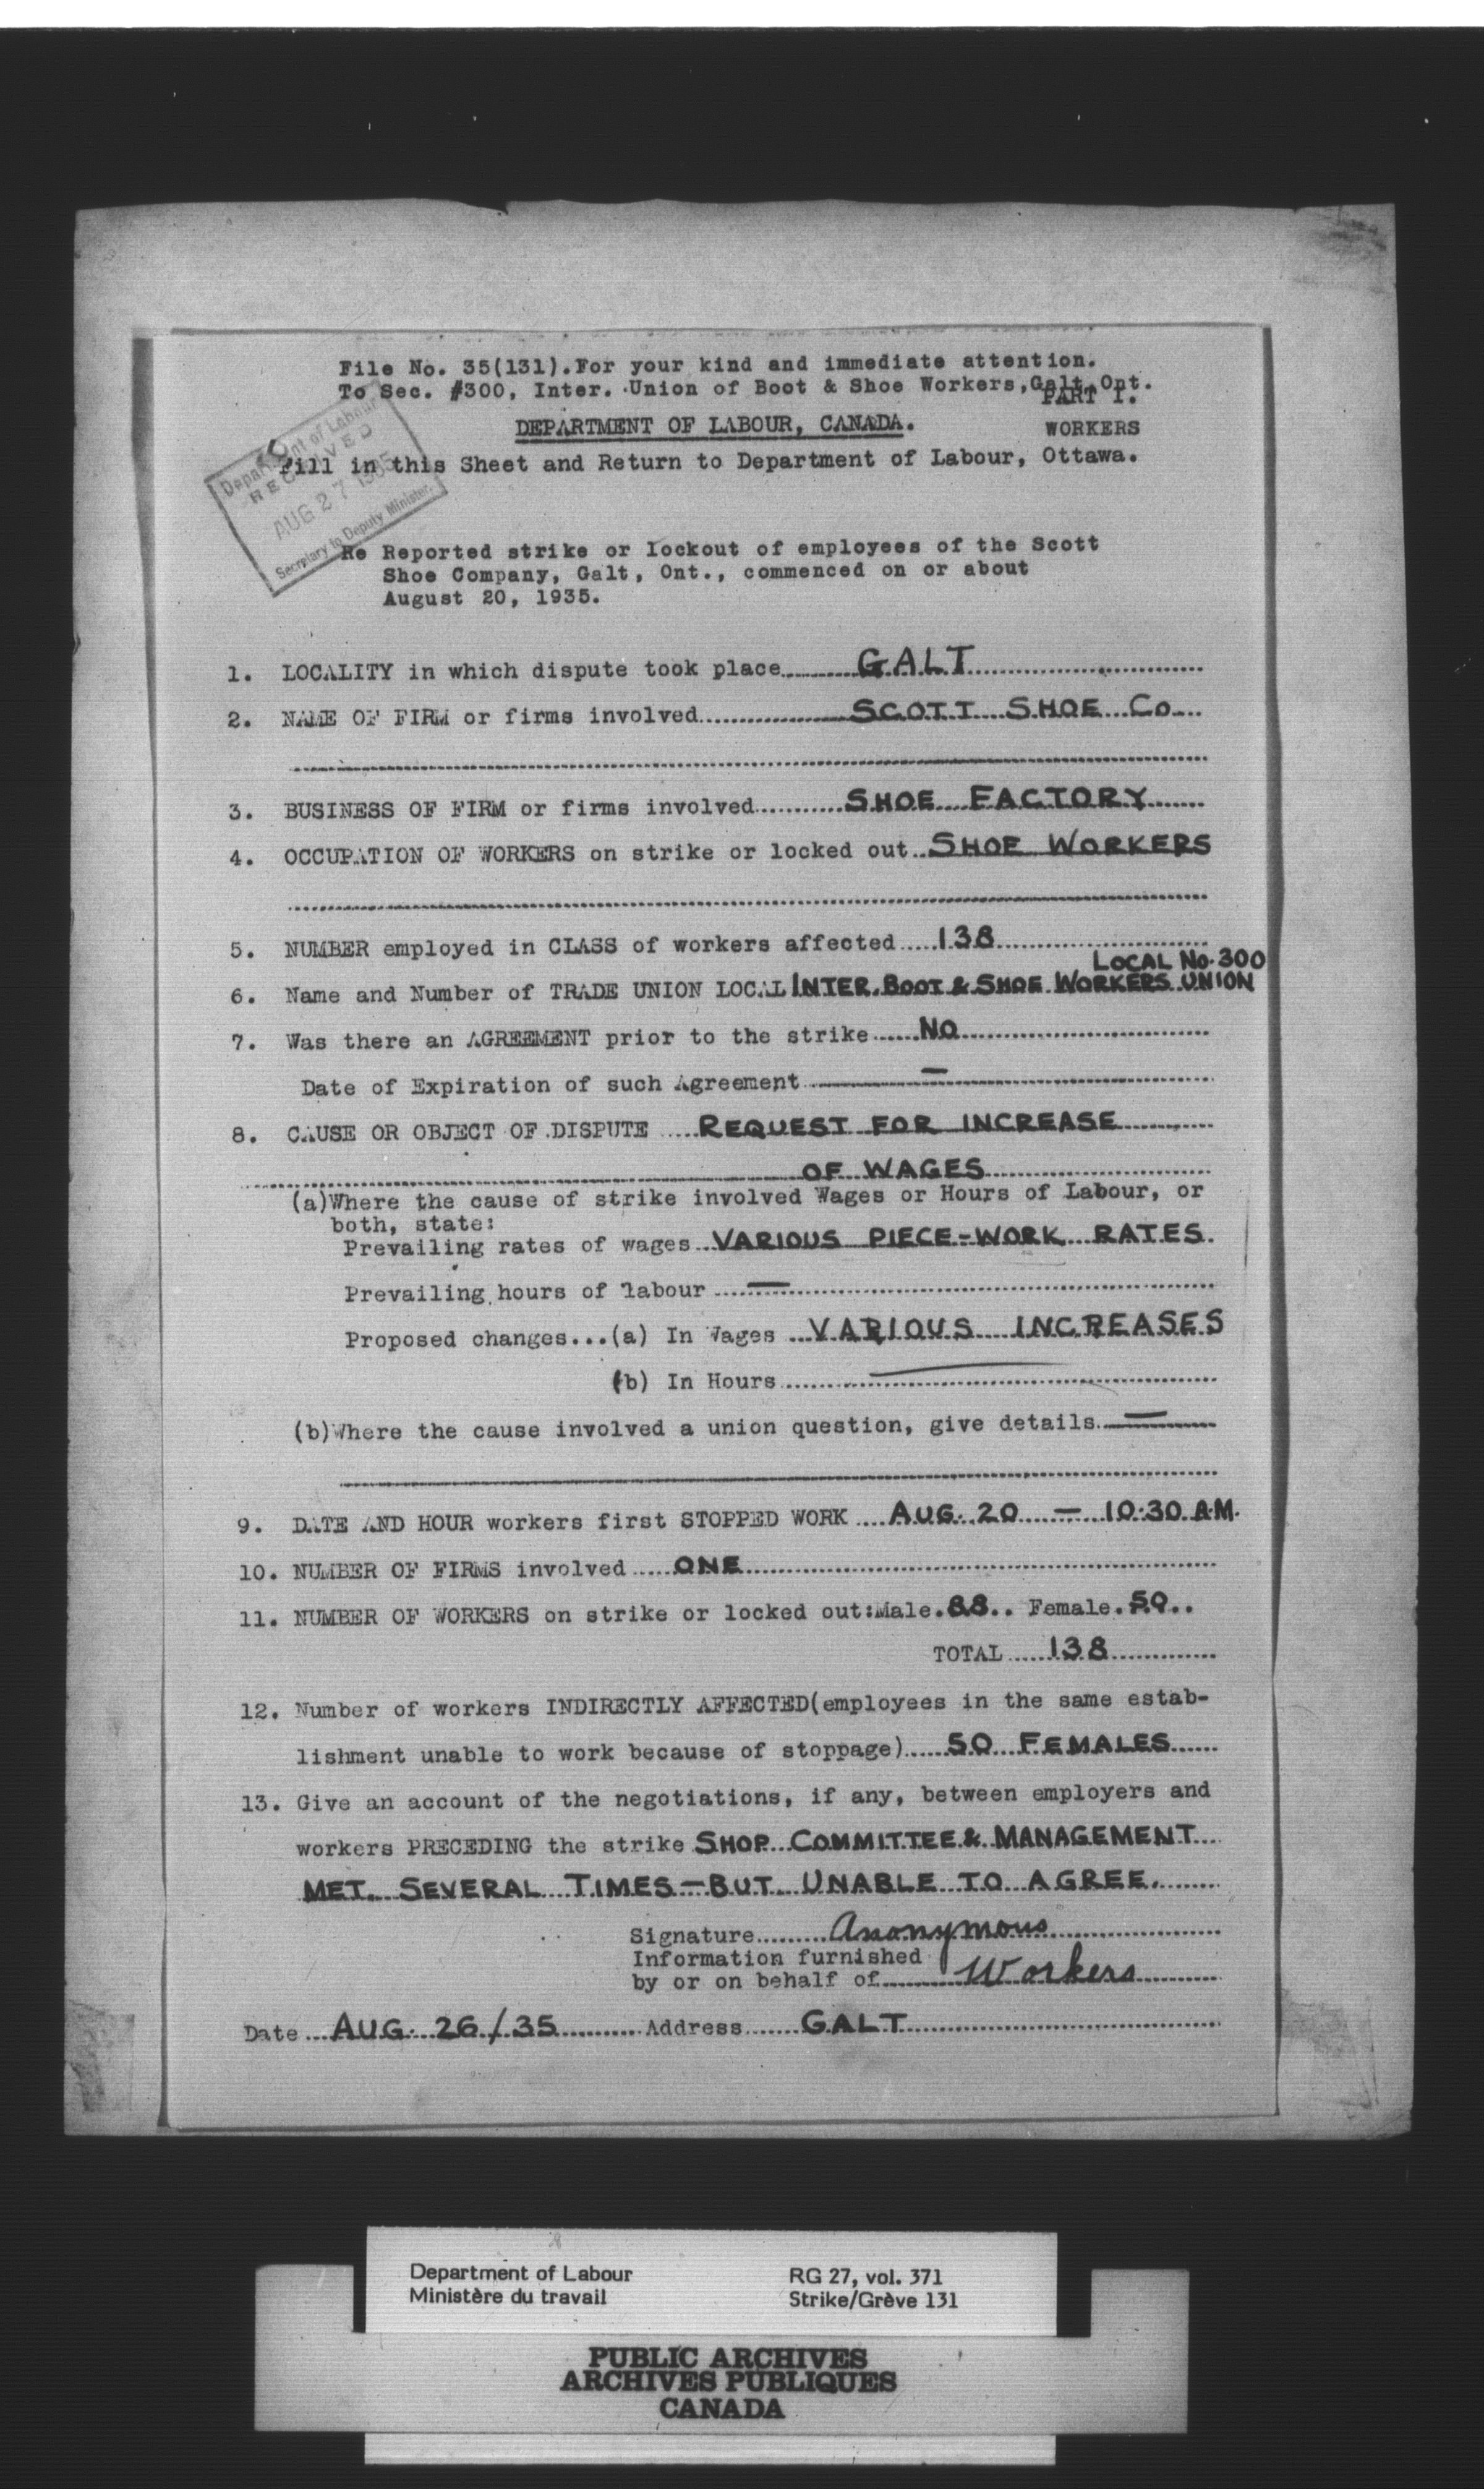 File No. 35(131).For your kind and immediate attention.
To Sec. #300, Inter. Union of Boot & Shoe Workers,Galt, Ont.
PART I.
DEPARTMENT OF LABOUR, CANADA.
WORKERS
Fill in this Sheet and Return to Department of Labour, Ottawa.
Department of Labour
RECEIVED
AUG 27 1935
Secretary to Deputy Minister.
Re Reported strike or lockout of employees of the Scott
Shoe Company, Galt, Ont., commenced on or about
August 20, 1935.
1. LOCALITY in which dispute took place GALT
2. NAME OF FIRM or firms involved SCOTT SHOE Co
3. BUSINESS OF FIRM or firms involved SHOE FACTORY
4. OCCUPATION OF WORKERS on strike or locked out SHOE WORKERS
5. NUMBER employed in CLASS of workers affected 138
LOCAL No. 300
6. Name and Number of TRADE UNION LOCAL INTER. BOOT & SHOE WORKERS UNION
7. Was there an AGREEMENT prior to the strike NO
Date of Expiration of such Agreement —
8. CAUSE OR OBJECT OF DISPUTE REQUEST FOR INCREASE
OF WAGES
(a)Where the cause of strike involved Wages or Hours of Labour, or
both, state:
Prevailing rates of wages VARIOUS PIECE-WORK RATES.
Prevailing hours of labour —
Proposed changes...(a) In Wages VARIOUS INCREASES
(b) In Hours —
(b)Where the cause involved a union question, give details —
9. DATE AND HOUR workers first STOPPED WORK AUG. 20 — 10:30 A.M.
10. NUMBER OF FIRMS involved ONE
11. NUMBER OF WORKERS on strike or locked out:Male.88.. Female.50..
TOTAL 138
12. Number of workers INDIRECTLY AFFECTED(employees in the same estab-
lishment unable to work because of stoppage) 50 FEMALES
13. Give an account of the negotiations, if any, between employers and
workers PRECEDING the strike SHOP COMMITTEE & MANAGEMENT
MET SEVERAL TIMES—BUT UNABLE TO AGREE.
Signature Anonymous
Information furnished
by or on behalf of Workers
Date AUG. 26/35 Address GALT
Department of Labour RG 27, vol. 371
Ministère du travail Strike/Grève 131
PUBLIC ARCHIVES
ARCHIVES PUBLIQUES
CANADA